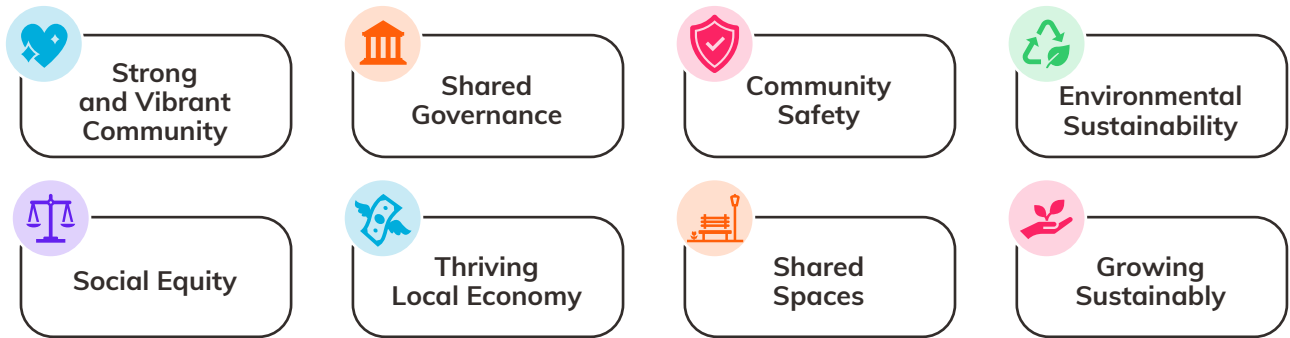 Strong
and Vibrant
Community
Shared
Governance
Community
Safety
Environmental
Sustainability
Social Equity
Thriving
Local Economy
Shared
Spaces
Growing
Sustainably